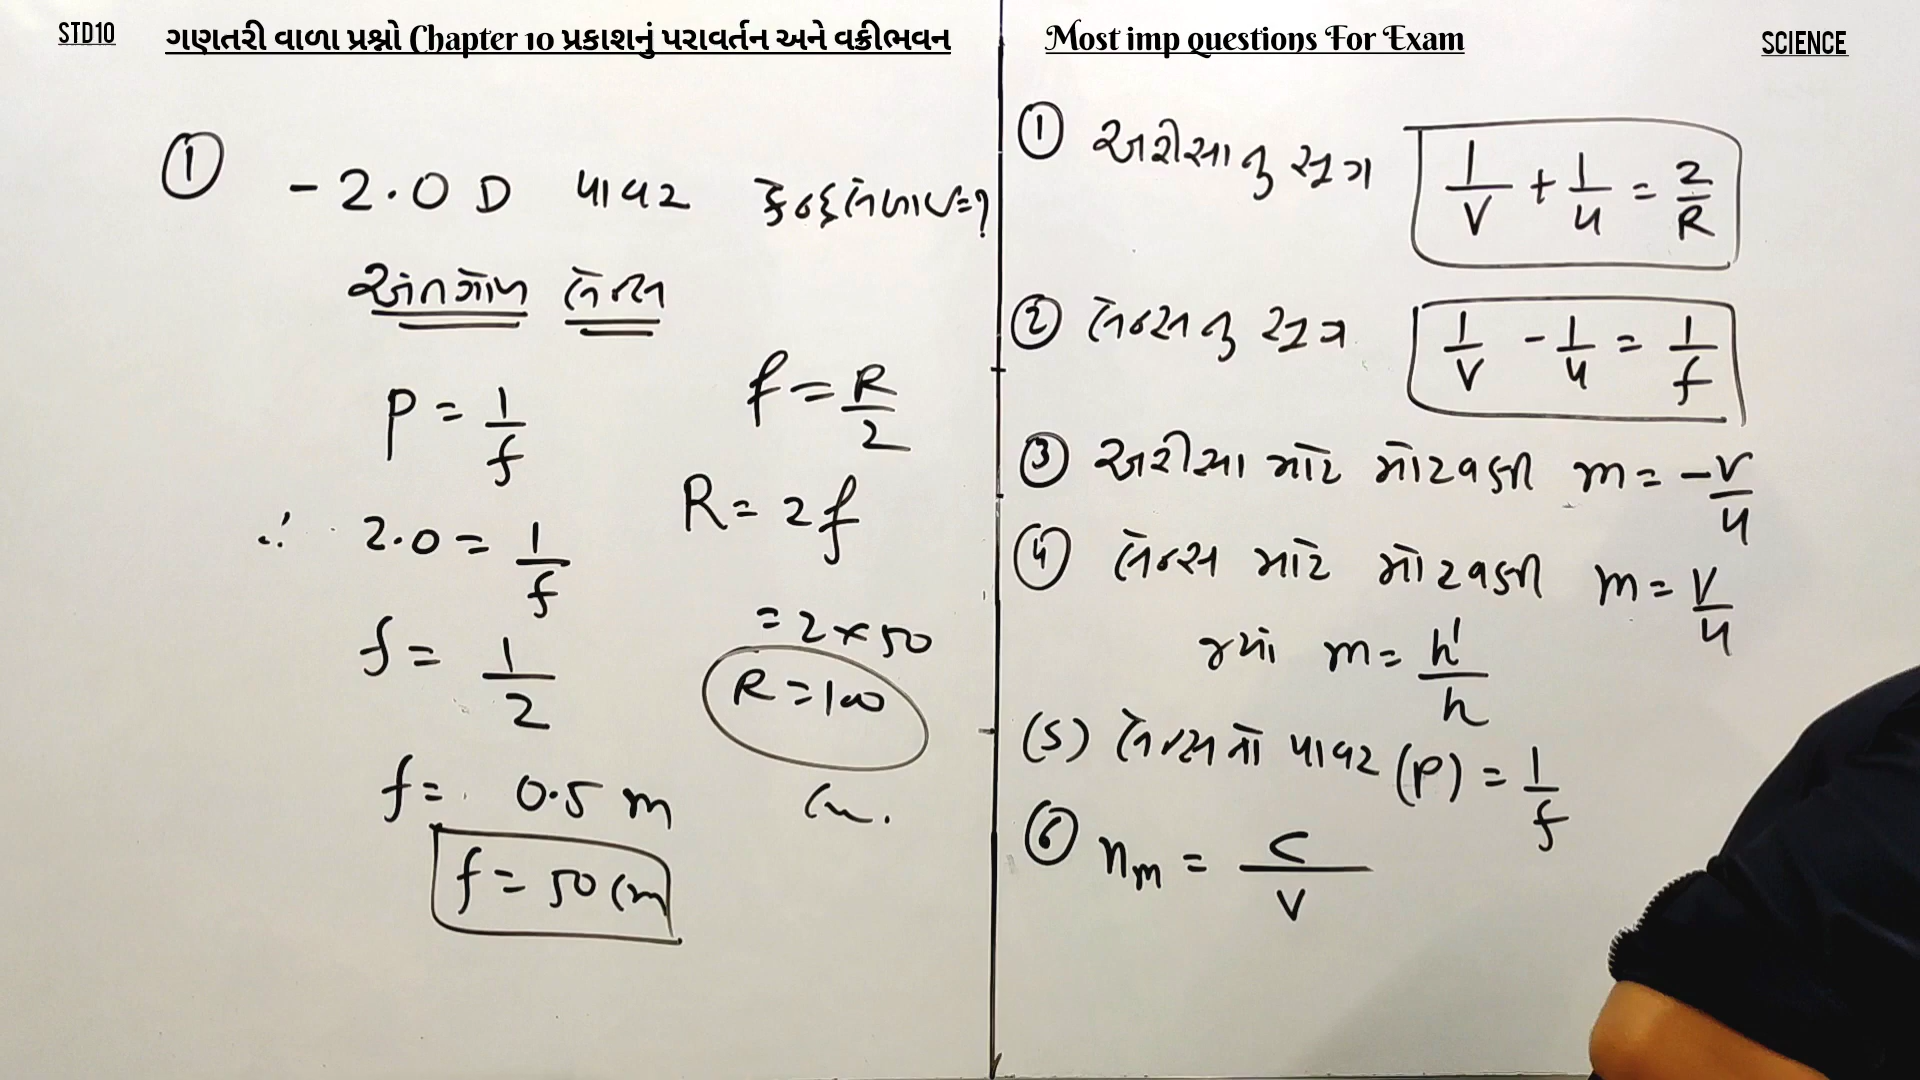 STD10
ગણતરી વાળા પ્રશ્નો Chapter 10 પ્રકાશનું પરાવર્તન અને વક્રીભવન
Most imp questions For Exam
SCIENCE
① -2.0 D પાવર
અંતર્ગોળ લેન્સ
P = 1/f
∴ 2.0 = 1/f
f = 1/2
f = 0.5 m
f = 50 cm
f = R/2
R = 2f
= 2 × 50
R = 100
cm.
① અરીસાનુ સુત્ર 1/v + 1/u = 2/R
② લેન્સનુ સુત્ર 1/v - 1/u = 1/f
③ અરીસા માટે મોટવણી m = -v/u
④ લેન્સ માટે મોટવણી m = v/u
જ્યાં m = h'/h
(5) લેન્સનો પાવર (P) = 1/f
⑥ nm = c/v